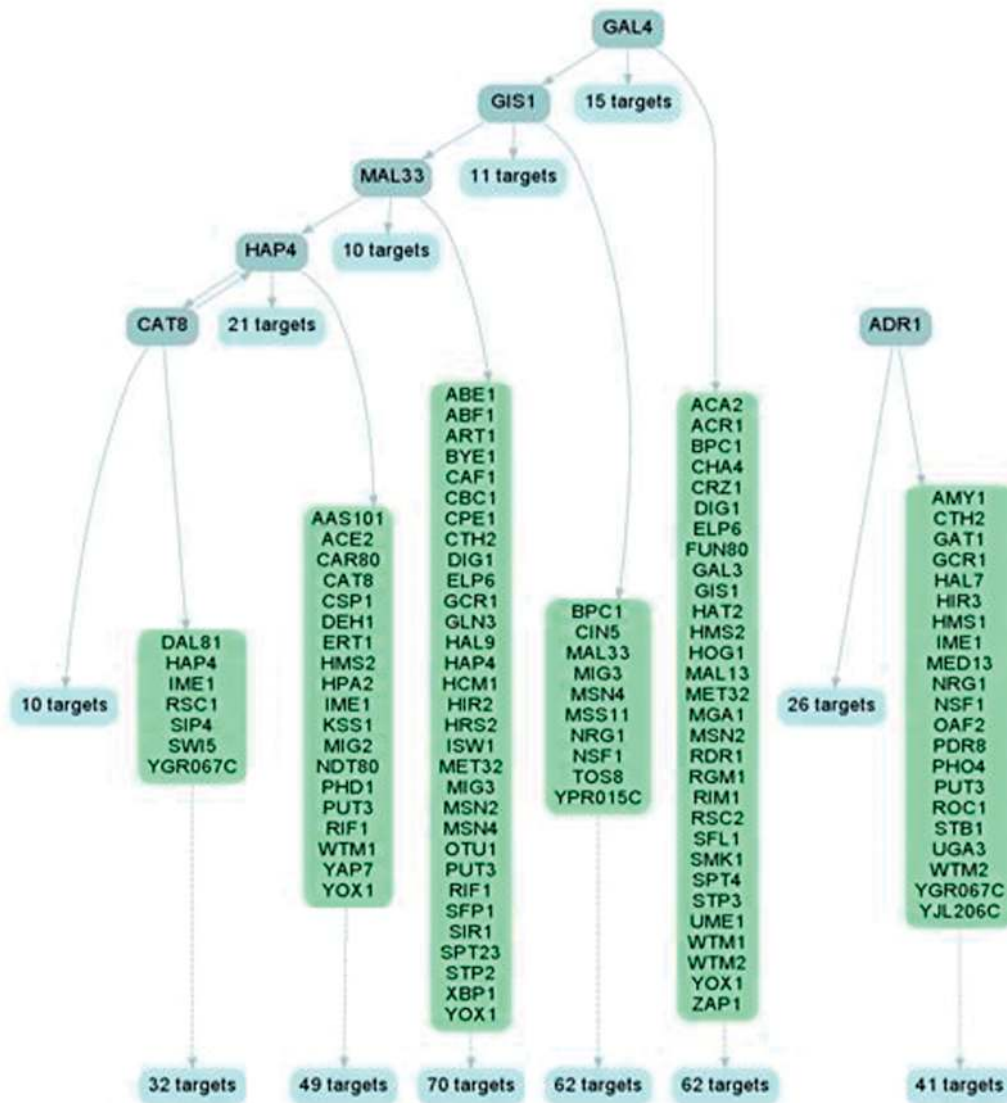 GAL4
GIS1
15 targets
MAL33
11 targets
HAP4
10 targets
CAT8
21 targets
ADR1
10 targets
DAL81
HAP4
IME1
RSC1
SIP4
SWI5
YGR067C
AAS101
ACE2
CAR80
CAT8
CSP1
DEH1
ERT1
HMS2
HPA2
IME1
KSS1
MIG2
NDT80
PHD1
PUT3
RIF1
WTM1
YAP7
YOX1
ABE1
ABF1
ART1
BYE1
CAF1
CBC1
CPE1
CTH2
DIG1
ELP6
GCR1
GLN3
HAL9
HAP4
HCM1
HIR2
HRS2
ISW1
MET32
MIG3
MSN2
MSN4
OTU1
PUT3
RIF1
SFP1
SIR1
SPT23
STP2
XBP1
YOX1
BPC1
CIN5
MAL33
MIG3
MSN4
MSS11
NRG1
NSF1
TOS8
YPR015C
ACA2
ACR1
BPC1
CHA4
CRZ1
DIG1
ELP6
FUN80
GAL3
GIS1
HAT2
HMS2
HOG1
MAL13
MET32
MGA1
MSN2
RDR1
RGM1
RIM1
RSC2
SFL1
SMK1
SPT4
STP3
UME1
WTM1
WTM2
YOX1
ZAP1
26 targets
AMY1
CTH2
GAT1
GCR1
HAL7
HIR3
HMS1
IME1
MED13
NRG1
NSF1
OAF2
PDR8
PHO4
PUT3
ROC1
STB1
UGA3
WTM2
YGR067C
YJL206C
32 targets
49 targets
70 targets
62 targets
62 targets
41 targets